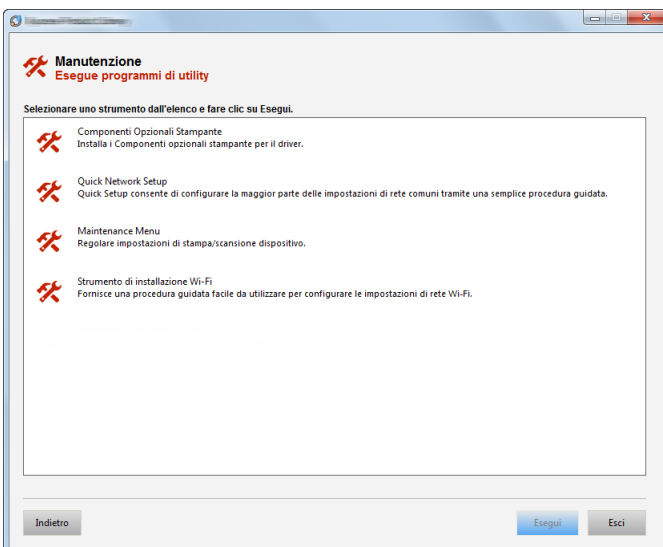 Manutenzione
Esegue programmi di utility
Selezionare uno strumento dall'elenco e fare clic su Esegui.
Componenti Opzionali Stampante
Installa i Componenti opzionali stampante per il driver.
Quick Network Setup
Quick Setup consente di configurare la maggior parte delle impostazioni di rete comuni tramite una semplice procedura guidata.
Maintenance Menu
Regolare impostazioni di stampa/scansione dispositivo.
Strumento di installazione Wi-Fi
Fornisce una procedura guidata facile da utilizzare per configurare le impostazioni di rete Wi-Fi.
Indietro
Esegui
Esci